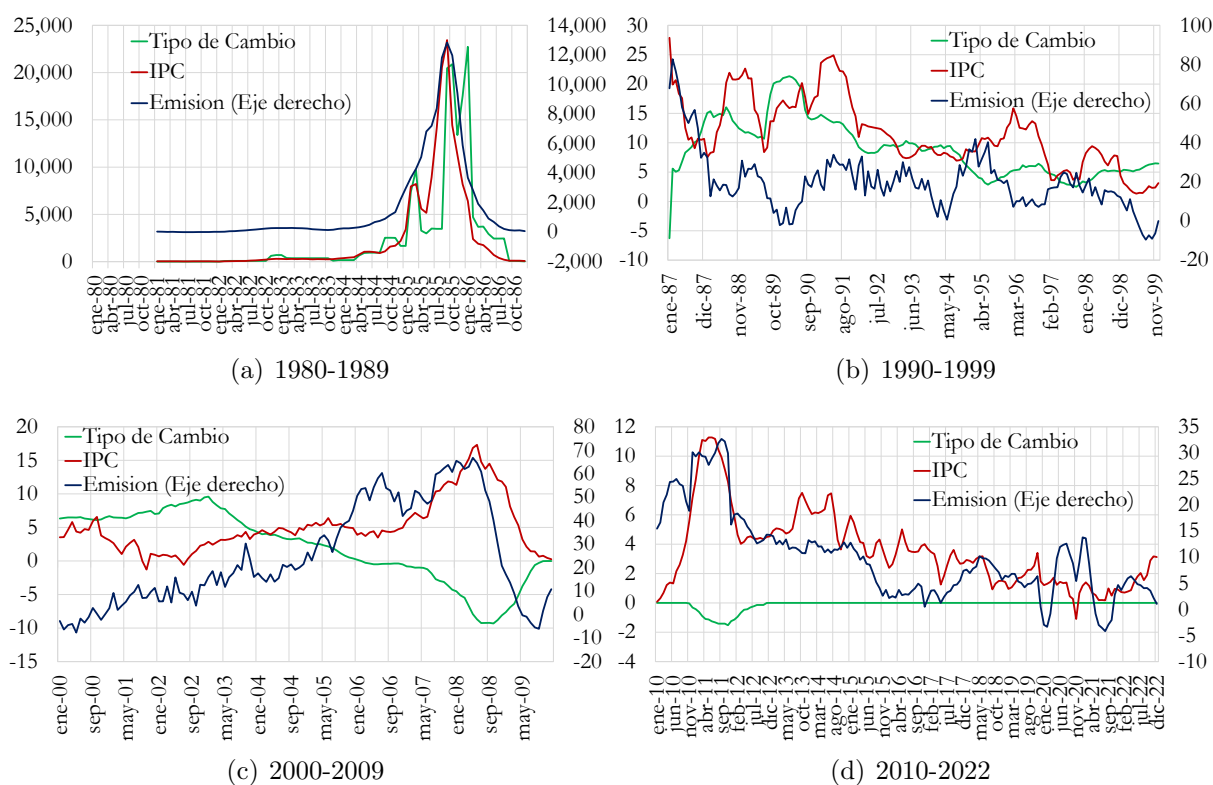 25,000
20,000
15,000
10,000
5,000
0
14,000
12,000
10,000
8,000
6,000
4,000
2,000
0
-2,000
Tipo de Cambio
IPC
Emision (Eje derecho)
ene-80
abr-80
jul-80
oct-80
ene-81
abr-81
jul-81
oct-81
ene-82
abr-82
jul-82
oct-82
ene-83
abr-83
jul-83
oct-83
ene-84
abr-84
jul-84
oct-84
ene-85
abr-85
jul-85
oct-85
ene-86
abr-86
jul-86
oct-86
(a) 1980-1989
30
25
20
15
10
5
0
-5
-10
100
80
60
40
20
0
-20
Tipo de Cambio
IPC
Emision (Eje derecho)
ene-87
dic-87
nov-88
oct-89
sep-90
ago-91
jul-92
jun-93
may-94
abr-95
mar-96
feb-97
ene-98
dic-98
nov-99
(b) 1990-1999
20
15
10
5
0
-5
-10
-15
80
70
60
50
40
30
20
10
0
-10
-20
Tipo de Cambio
IPC
Emision (Eje derecho)
ene-00
sep-00
may-01
ene-02
sep-02
may-03
ene-04
sep-04
may-05
ene-06
sep-06
may-07
ene-08
sep-08
may-09
(c) 2000-2009
12
10
8
6
4
2
0
-2
-4
35
30
25
20
15
10
5
0
-5
-10
Tipo de Cambio
IPC
Emision (Eje derecho)
ene-10
jun-10
nov-10
abr-11
sep-11
feb-12
jul-12
dic-12
may-13
oct-13
mar-14
ago-14
ene-15
jun-15
nov-15
abr-16
sep-16
feb-17
jul-17
dic-17
may-18
oct-18
mar-19
ago-19
ene-20
jun-20
nov-20
abr-21
sep-21
feb-22
jul-22
dic-22
(d) 2010-2022